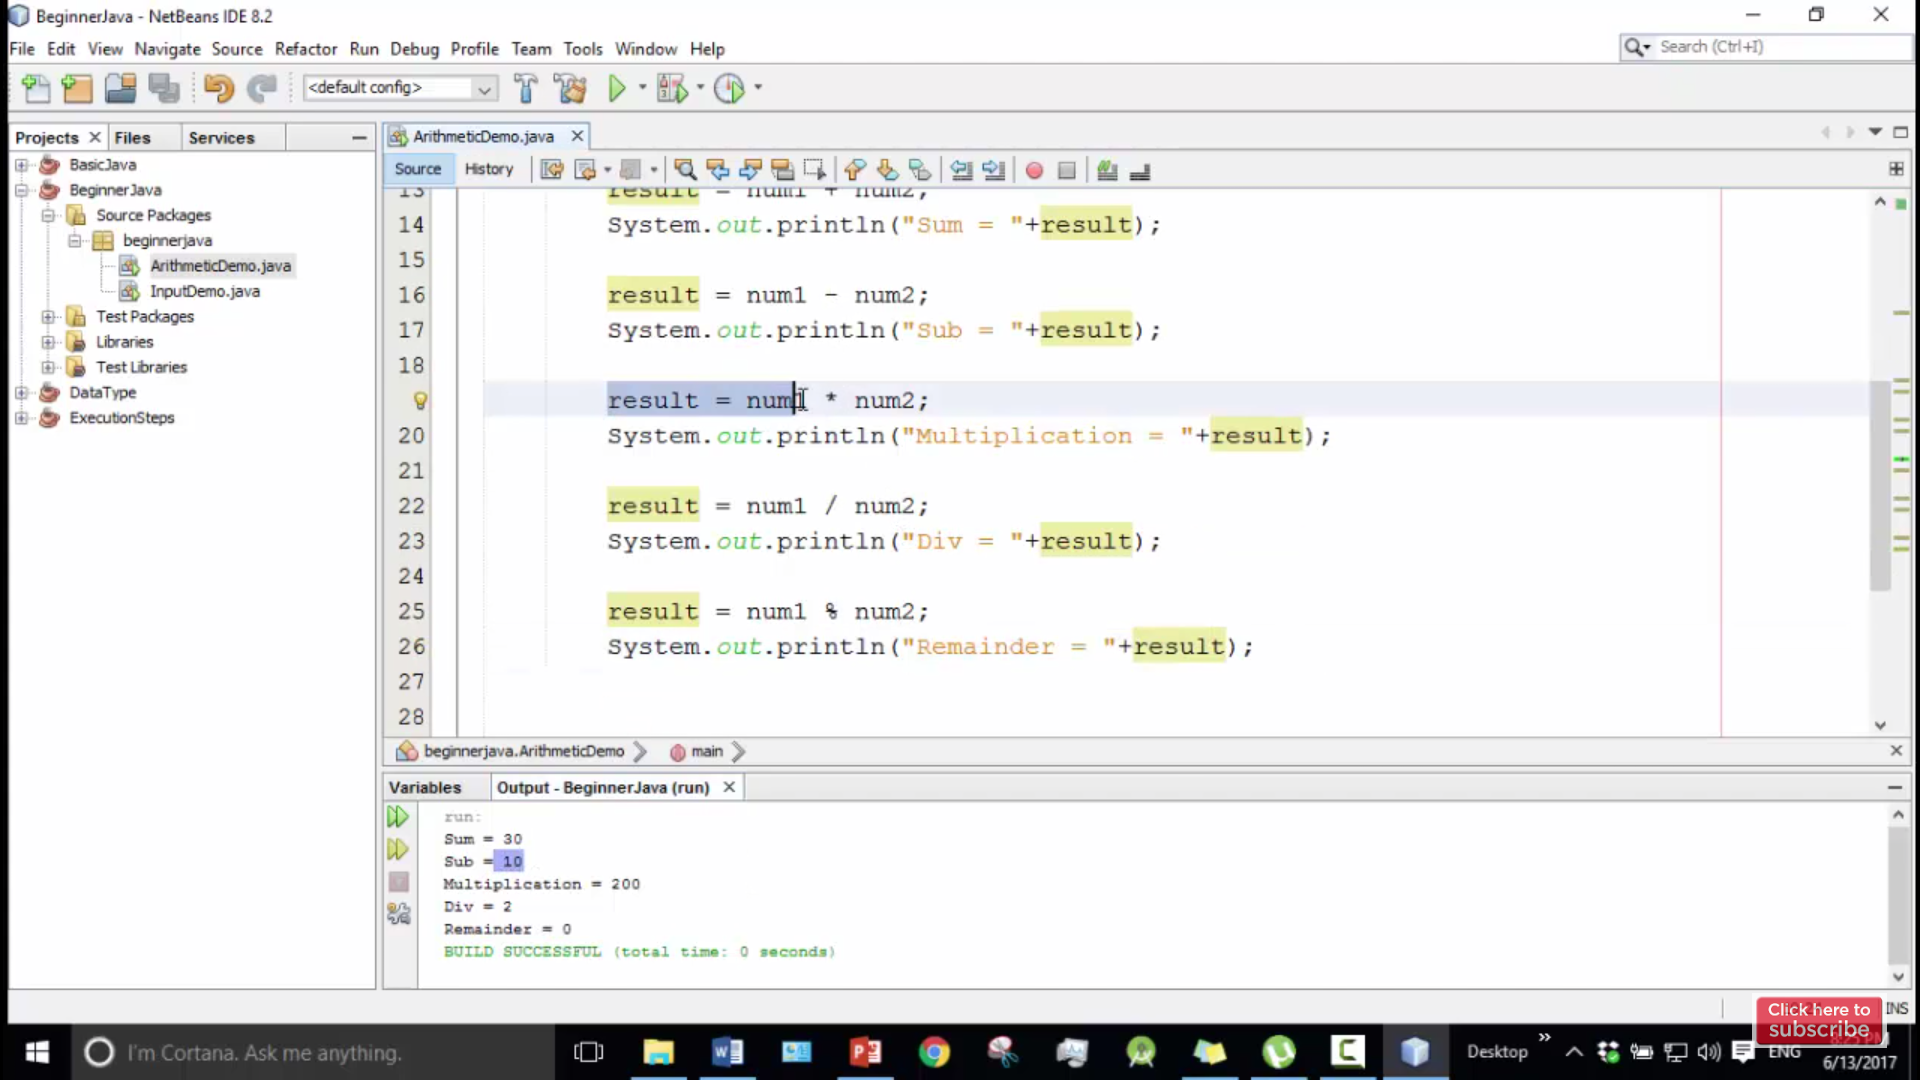 BeginnerJava - NetBeans IDE 8.2
File Edit View Navigate Source Refactor Run Debug Profile Team Tools Window Help
Search (Ctrl+I)
<default config>
Projects Files Services
ArithmeticDemo.java
Source History
BasicJava
BeginnerJava
Source Packages
beginnerjava
ArithmeticDemo.java
InputDemo.java
Test Packages
Libraries
Test Libraries
DataType
ExecutionSteps
13 result = num1 + num2;
14 System.out.println("Sum = "+result);
15
16 result = num1 - num2;
17 System.out.println("Sub = "+result);
18
result = num1 * num2;
20 System.out.println("Multiplication = "+result);
21
22 result = num1 / num2;
23 System.out.println("Div = "+result);
24
25 result = num1 % num2;
26 System.out.println("Remainder = "+result);
27
28
beginnerjava.ArithmeticDemo main
Variables Output - BeginnerJava (run)
run:
Sum = 30
Sub = 10
Multiplication = 200
Div = 2
Remainder = 0
BUILD SUCCESSFUL (total time: 0 seconds)
Click here to
subscribe
INS
I'm Cortana. Ask me anything.
Desktop
ENG
6/13/2017